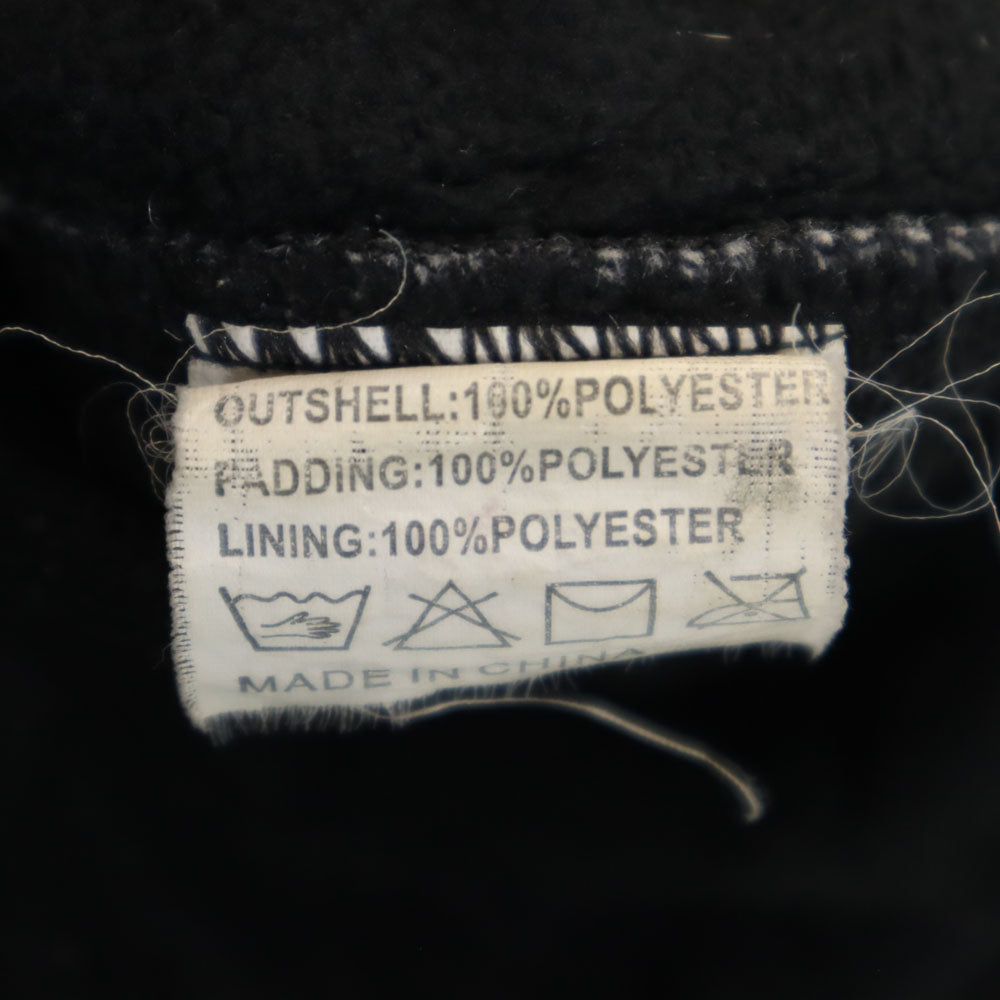 OUTSHELL:100%POLYESTER
PADDING:100%POLYESTER
LINING:100%POLYESTER
MADE IN CHINA